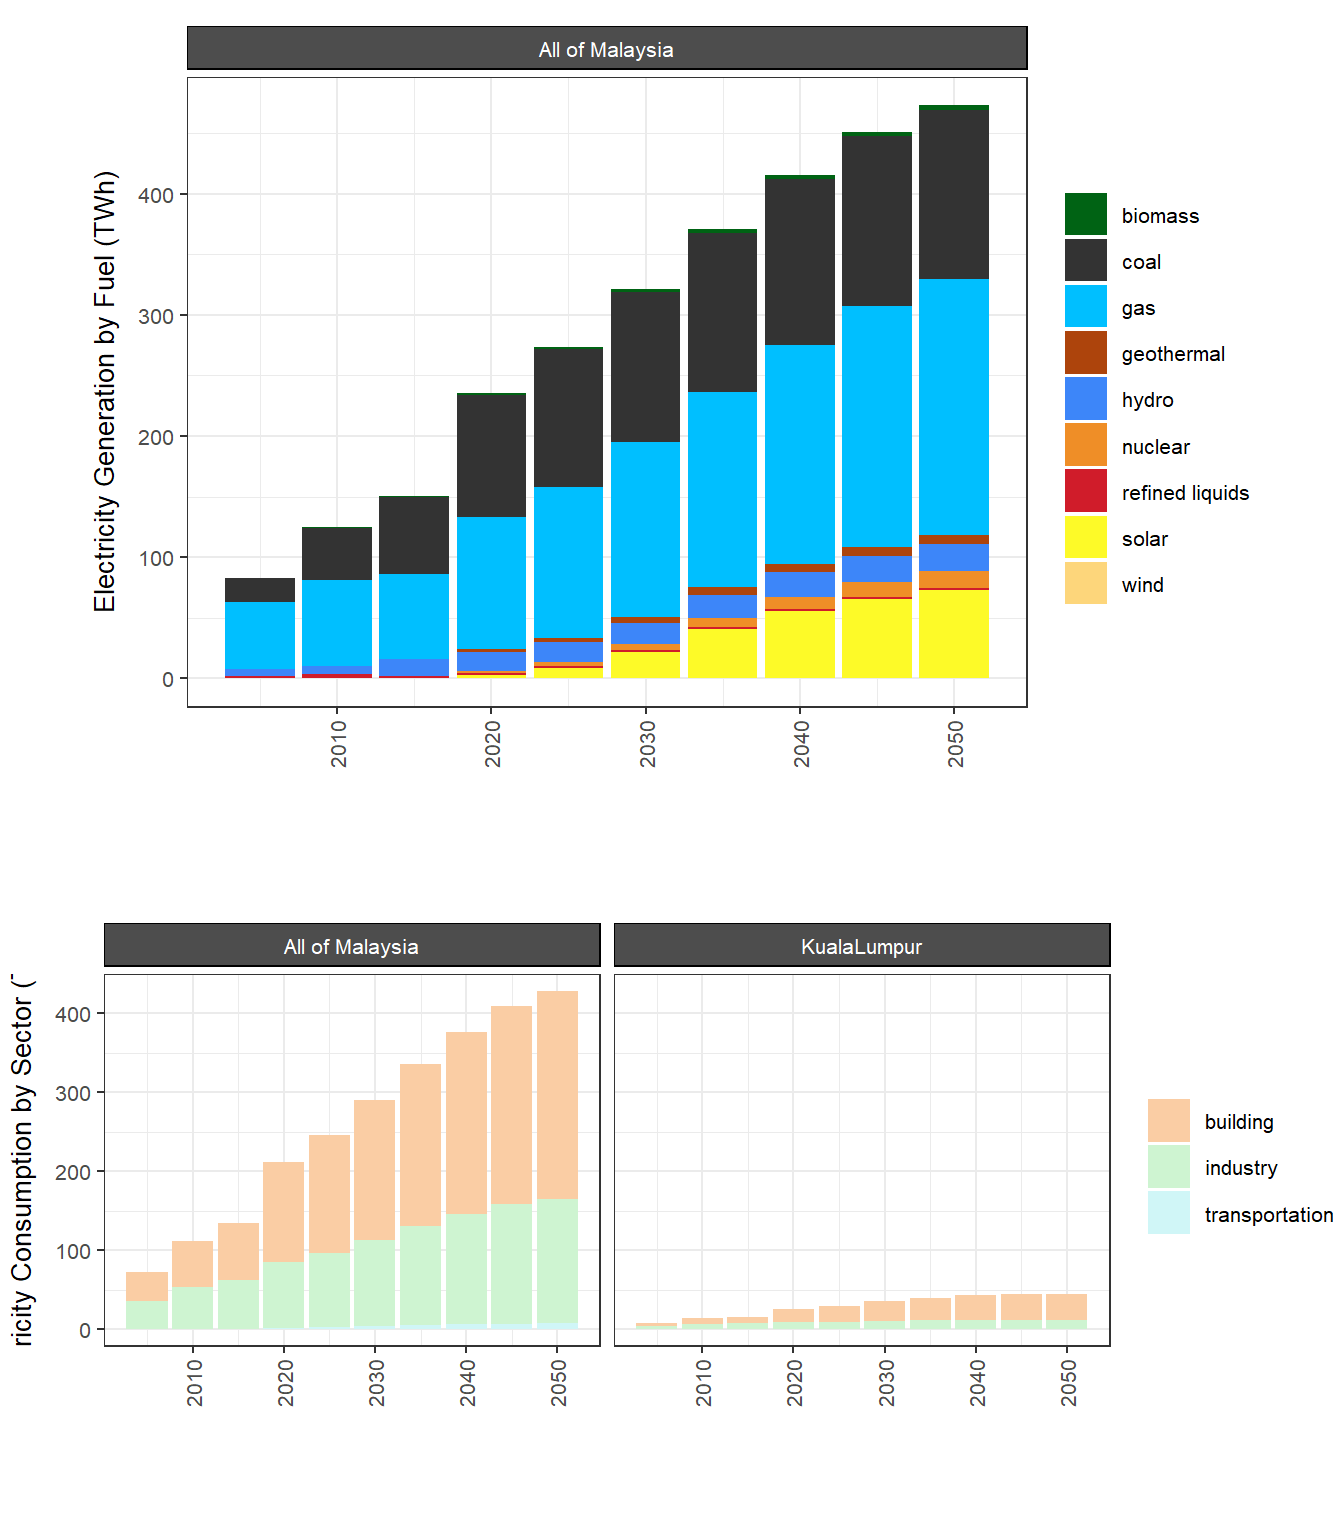 All of Malaysia
Electricity Generation by Fuel (TWh)
400
300
200
100
0
2010
2020
2030
2040
2050
biomass
coal
gas
geothermal
hydro
nuclear
refined liquids
solar
wind
All of Malaysia
KualaLumpur
ricity Consumption by Sector (
400
300
200
100
0
2010
2020
2030
2040
2050
2010
2020
2030
2040
2050
building
industry
transportation